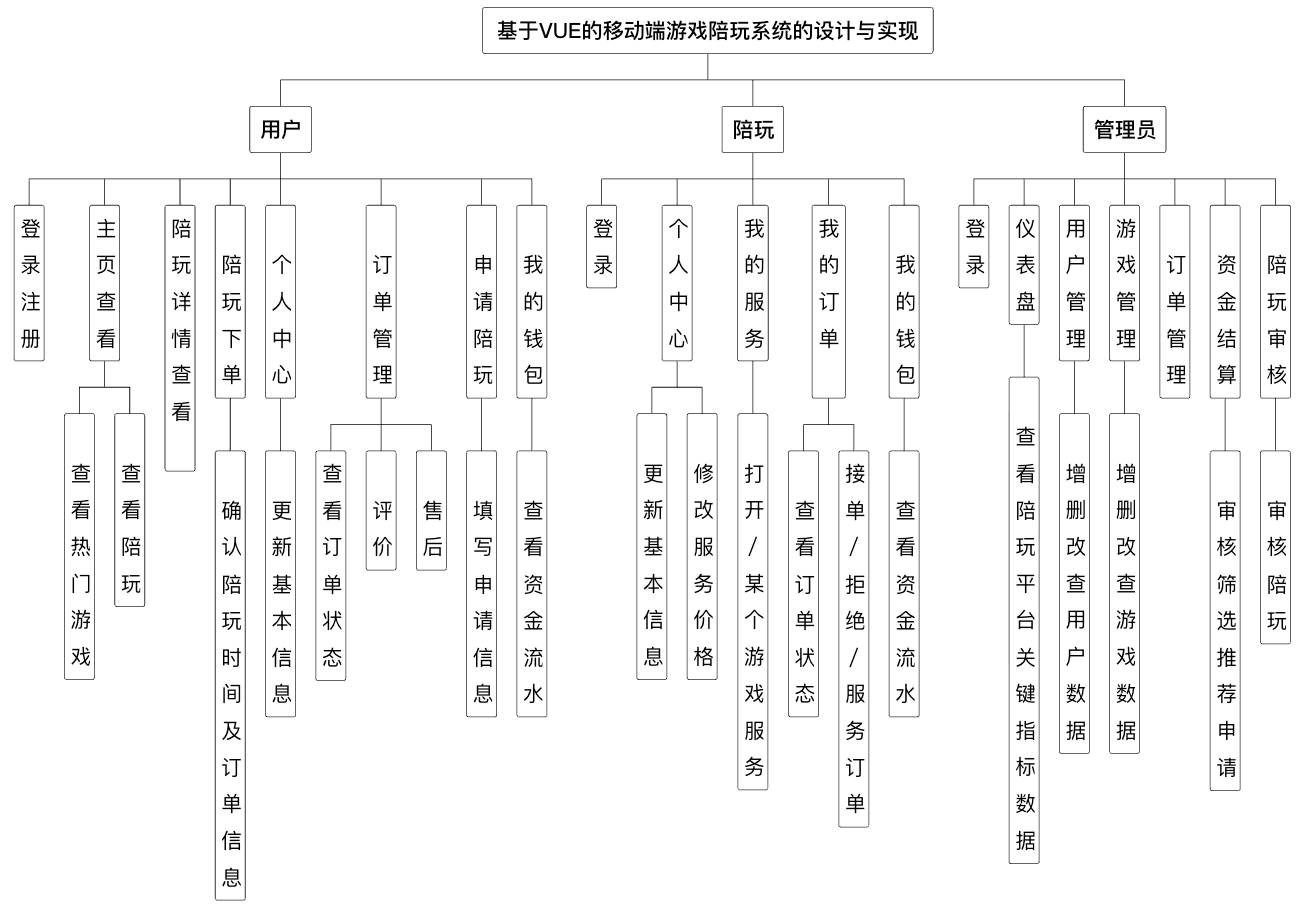 基于VUE的移动端游戏陪玩系统的设计与实现
用户
陪玩
管理员
登录注册
主页查看
陪玩详情查看
陪玩下单
个人中心
订单管理
申请陪玩
我的钱包
登录
个人中心
我的服务
我的订单
我的钱包
登录
仪表盘
用户管理
游戏管理
订单管理
资金结算
陪玩审核
查看热门游戏
查看陪玩
确认陪玩时间及订单信息
更新基本信息
查看订单状态
评价
售后
填写申请信息
查看资金流水
更新基本信息
修改服务价格
打开/某个游戏服务
查看订单状态
接单/拒绝/服务订单
查看资金流水
查看陪玩平台关键指标数据
增删改查用户数据
增删改查游戏数据
审核筛选推荐申请
审核陪玩